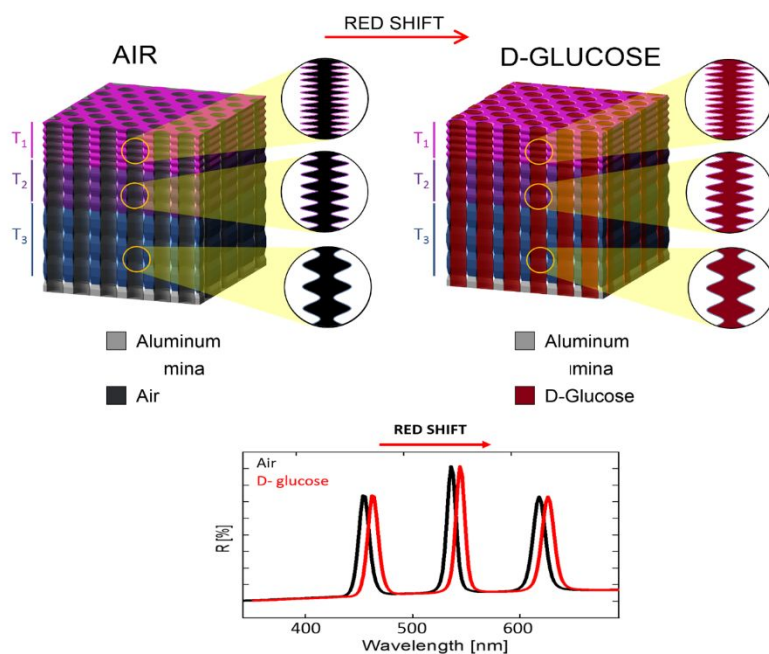 RED SHIFT
AIR
D-GLUCOSE
T1
T2
T3
T1
T2
T3
Aluminum
mina
Air
Aluminum
mina
D-Glucose
RED SHIFT
Air
D- glucose
R [%]
400
500
600
Wavelength [nm]